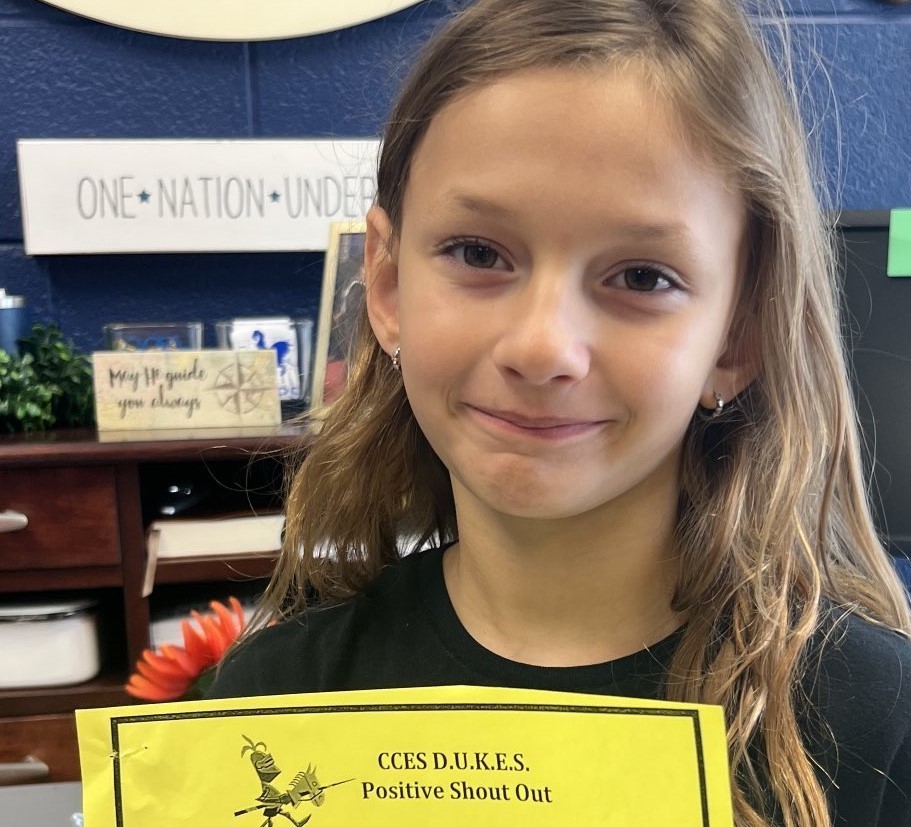 ONE★NATION★UNDER
May He guide
you always
CCES D.U.K.E.S.
Positive Shout Out